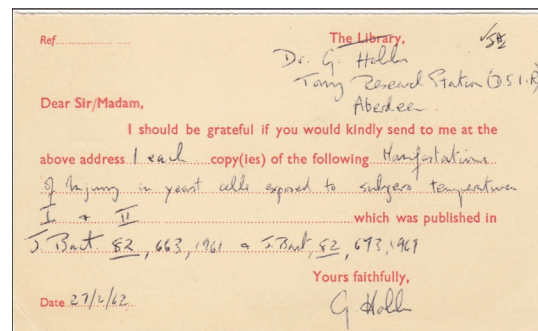 Ref.
The Library,
Dr. G. Hobbs
Torry Research Station (D.S.I.R)
Aberdeen.
Dear Sir/Madam,
I should be grateful if you would kindly send to me at the
above address 1 each copy(ies) of the following Manifestations
of Injury in yeast cells exposed to subzero temperatures
I & II which was published in
J. Bact. 82, 663, 1961 & J. Bact, 82, 673, 1961
Yours faithfully,
G Hobbs
Date 27/2/62